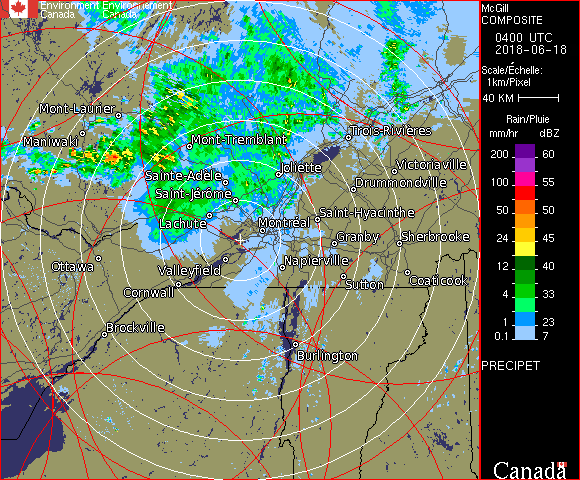 Environment Environnement
Canada Canada
Mont-Laurier
Maniwaki
Mont-Tremblant
Trois-Rivières
Sainte-Adèle
Joliette
Victoriaville
Saint-Jérôme
Drummondville
Lachute
Montréal
Saint-Hyacinthe
Granby
Sherbrooke
Ottawa
Valleyfield
Napierville
Cornwall
Sutton
Coaticook
Brockville
Burlington
McGill
COMPOSITE
0400 UTC
2018-06-18
Scale/Échelle:
1km/Pixel
40 KM
Rain/Pluie
mm/hr dBZ
200 60
100 55
50 50
24 45
12 40
4 33
1 23
0.1 7
PRECIPET
Canada